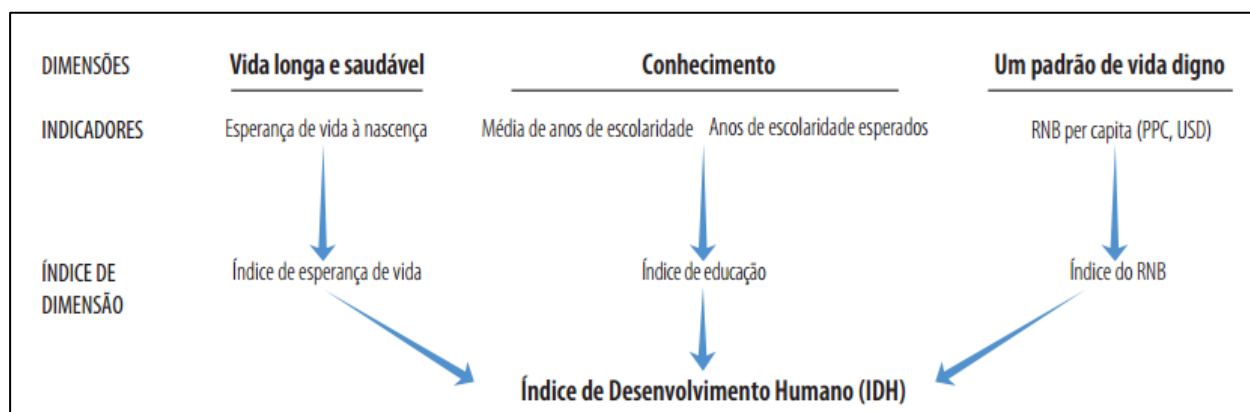 DIMENSÕES Vida longa e saudável Conhecimento Um padrão de vida digno
INDICADORES Esperança de vida à nascença Média de anos de escolaridade Anos de escolaridade esperados RNB per capita (PPC, USD)
ÍNDICE DE DIMENSÃO Índice de esperança de vida Índice de educação Índice do RNB
Índice de Desenvolvimento Humano (IDH)